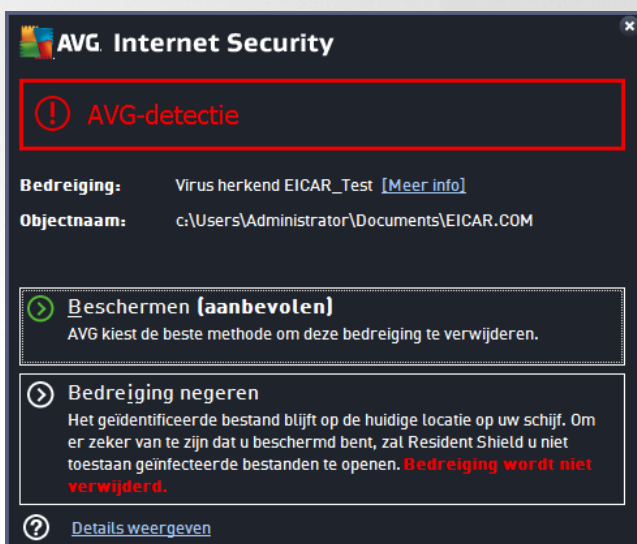 AVG. Internet Security
AVG-detectie
Bedreiging: Virus herkend EICAR_Test [Meer info]
Objectnaam: c:\Users\Administrator\Documents\EICAR.COM
Beschermen (aanbevolen)
AVG kiest de beste methode om deze bedreiging te verwijderen.
Bedreiging negeren
Het geïdentificeerde bestand blijft op de huidige locatie op uw schijf. Om
er zeker van te zijn dat u beschermd bent, zal Resident Shield u niet
toestaan geïnfecteerde bestanden te openen. Bedreiging wordt niet
verwijderd.
Details weergeven